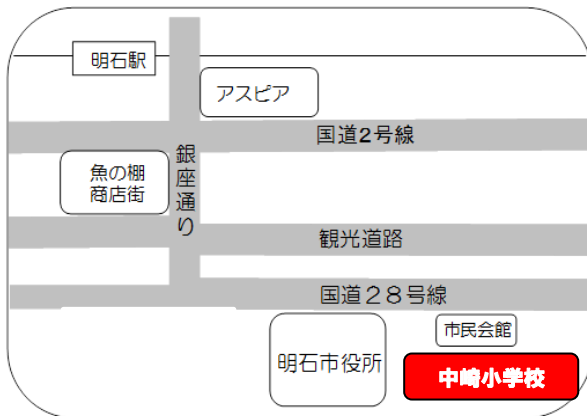 明石駅
アスピア
国道2号線
魚の棚
商店街
銀座通り
観光道路
国道２８号線
市民会館
明石市役所
中崎小学校